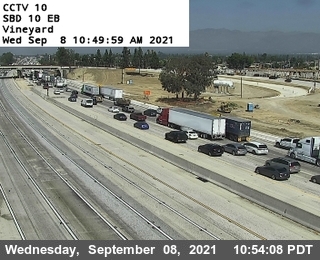 CCTV 10
SBD 10 EB
Vineyard
Wed Sep  8 10:49:59 AM 2021
Wednesday, September 08, 2021 10:54:08 PDT